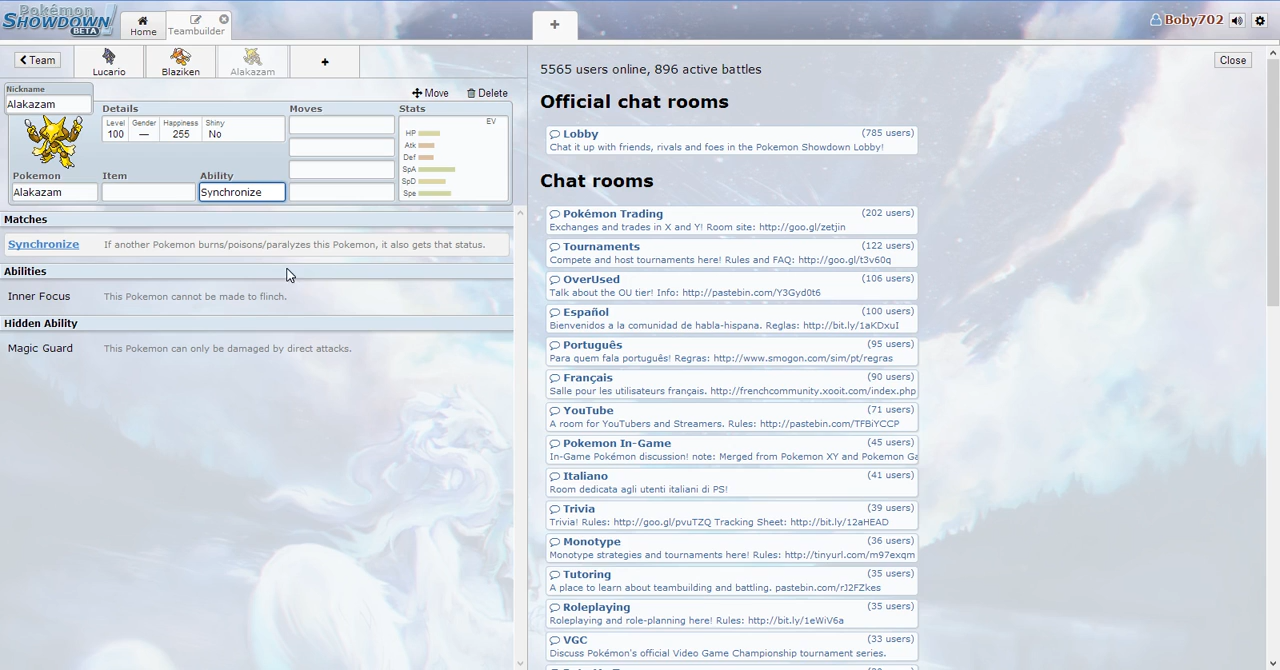 Pokémon
SHOWDOWN!
BETA
Home
Teambuilder
+
Boby702
Team
Lucario
Blaziken
Alakazam
+
Move
Delete
Nickname
Alakazam
Details
Level
100
Gender
—
Happiness
255
Shiny
No
Moves
Stats
EV
HP
Atk
Def
SpA
SpD
Spe
Pokemon
Alakazam
Item
Ability
Synchronize
Matches
Synchronize If another Pokemon burns/poisons/paralyzes this Pokemon, it also gets that status.
Abilities
Inner Focus This Pokemon cannot be made to flinch.
Hidden Ability
Magic Guard This Pokemon can only be damaged by direct attacks.
Close
5565 users online, 896 active battles
Official chat rooms
Lobby (785 users)
Chat it up with friends, rivals and foes in the Pokemon Showdown Lobby!
Chat rooms
Pokémon Trading (202 users)
Exchanges and trades in X and Y! Room site: http://goo.gl/zetjin
Tournaments (122 users)
Compete and host tournaments here! Rules and FAQ: http://goo.gl/t3v60q
OverUsed (106 users)
Talk about the OU tier! Info: http://pastebin.com/Y3Gyd0t6
Español (100 users)
Bienvenidos a la comunidad de habla-hispana. Reglas: http://bit.ly/1aKDxuI
Português (95 users)
Para quem fala português! Regras: http://www.smogon.com/sim/pt/regras
Français (90 users)
Salle pour les utilisateurs français. http://frenchcommunity.xooit.com/index.php
YouTube (71 users)
A room for YouTubers and Streamers. Rules: http://pastebin.com/TFBiYCCP
Pokemon In-Game (45 users)
In-Game Pokémon discussion! note: Merged from Pokemon XY and Pokemon Ga
Italiano (41 users)
Room dedicata agli utenti italiani di PS!
Trivia (39 users)
Trivia! Rules: http://goo.gl/pvuTZQ Tracking Sheet: http://bit.ly/12aHEAD
Monotype (36 users)
Monotype strategies and tournaments here! Rules: http://tinyurl.com/m97exqm
Tutoring (35 users)
A place to learn about teambuilding and battling. pastebin.com/rJ2FZkes
Roleplaying (35 users)
Roleplaying and role-planning here! Rules: http://bit.ly/1eWiV6a
VGC (33 users)
Discuss Pokémon's official Video Game Championship tournament series.